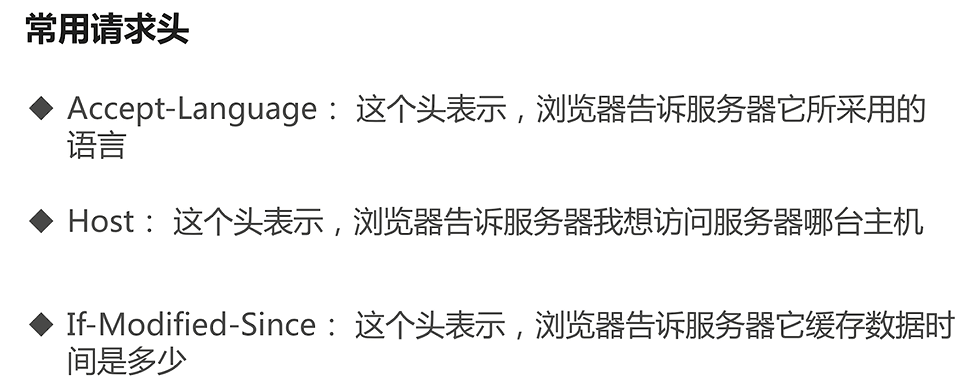 常用请求头
◆ Accept-Language： 这个头表示，浏览器告诉服务器它所采用的
语言
◆ Host： 这个头表示，浏览器告诉服务器我想访问服务器哪台主机
◆ If-Modified-Since： 这个头表示，浏览器告诉服务器它缓存数据时
间是多少